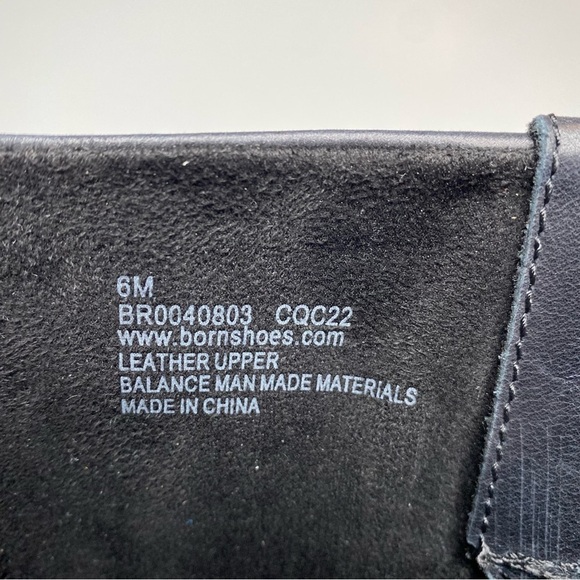 6M
BR0040803 CQC22
www.bornshoes.com
LEATHER UPPER
BALANCE MAN MADE MATERIALS
MADE IN CHINA